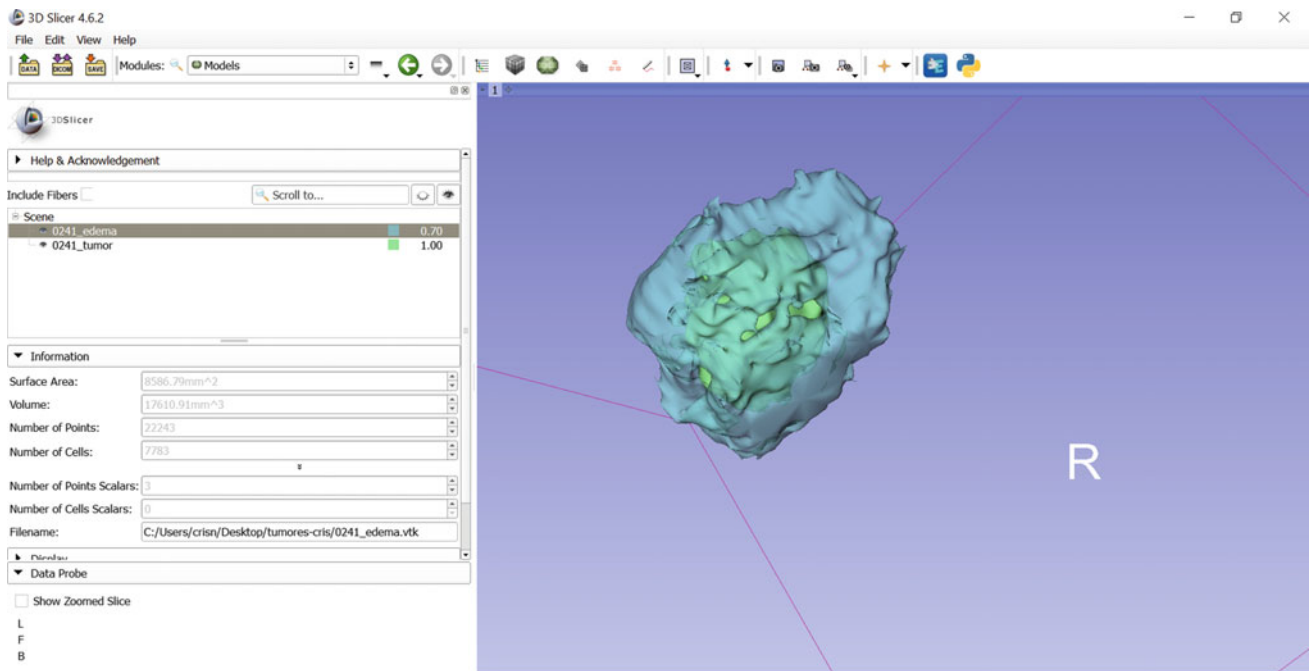 3D Slicer 4.6.2
File Edit View Help
DATA DICOM SAVE Modules: Models
1
3DSlicer
Help & Acknowledgement
Include Fibers Scroll to...
Scene
0241_edema 0.70
0241_tumor 1.00
Information
Surface Area: 8586.79mm^2
Volume: 17610.91mm^3
Number of Points: 22243
Number of Cells: 7783
Number of Points Scalars: 3
Number of Cells Scalars: 0
Filename: C:/Users/crisn/Desktop/tumores-cris/0241_edema.vtk
Display
Data Probe
Show Zoomed Slice
L
F
B
R